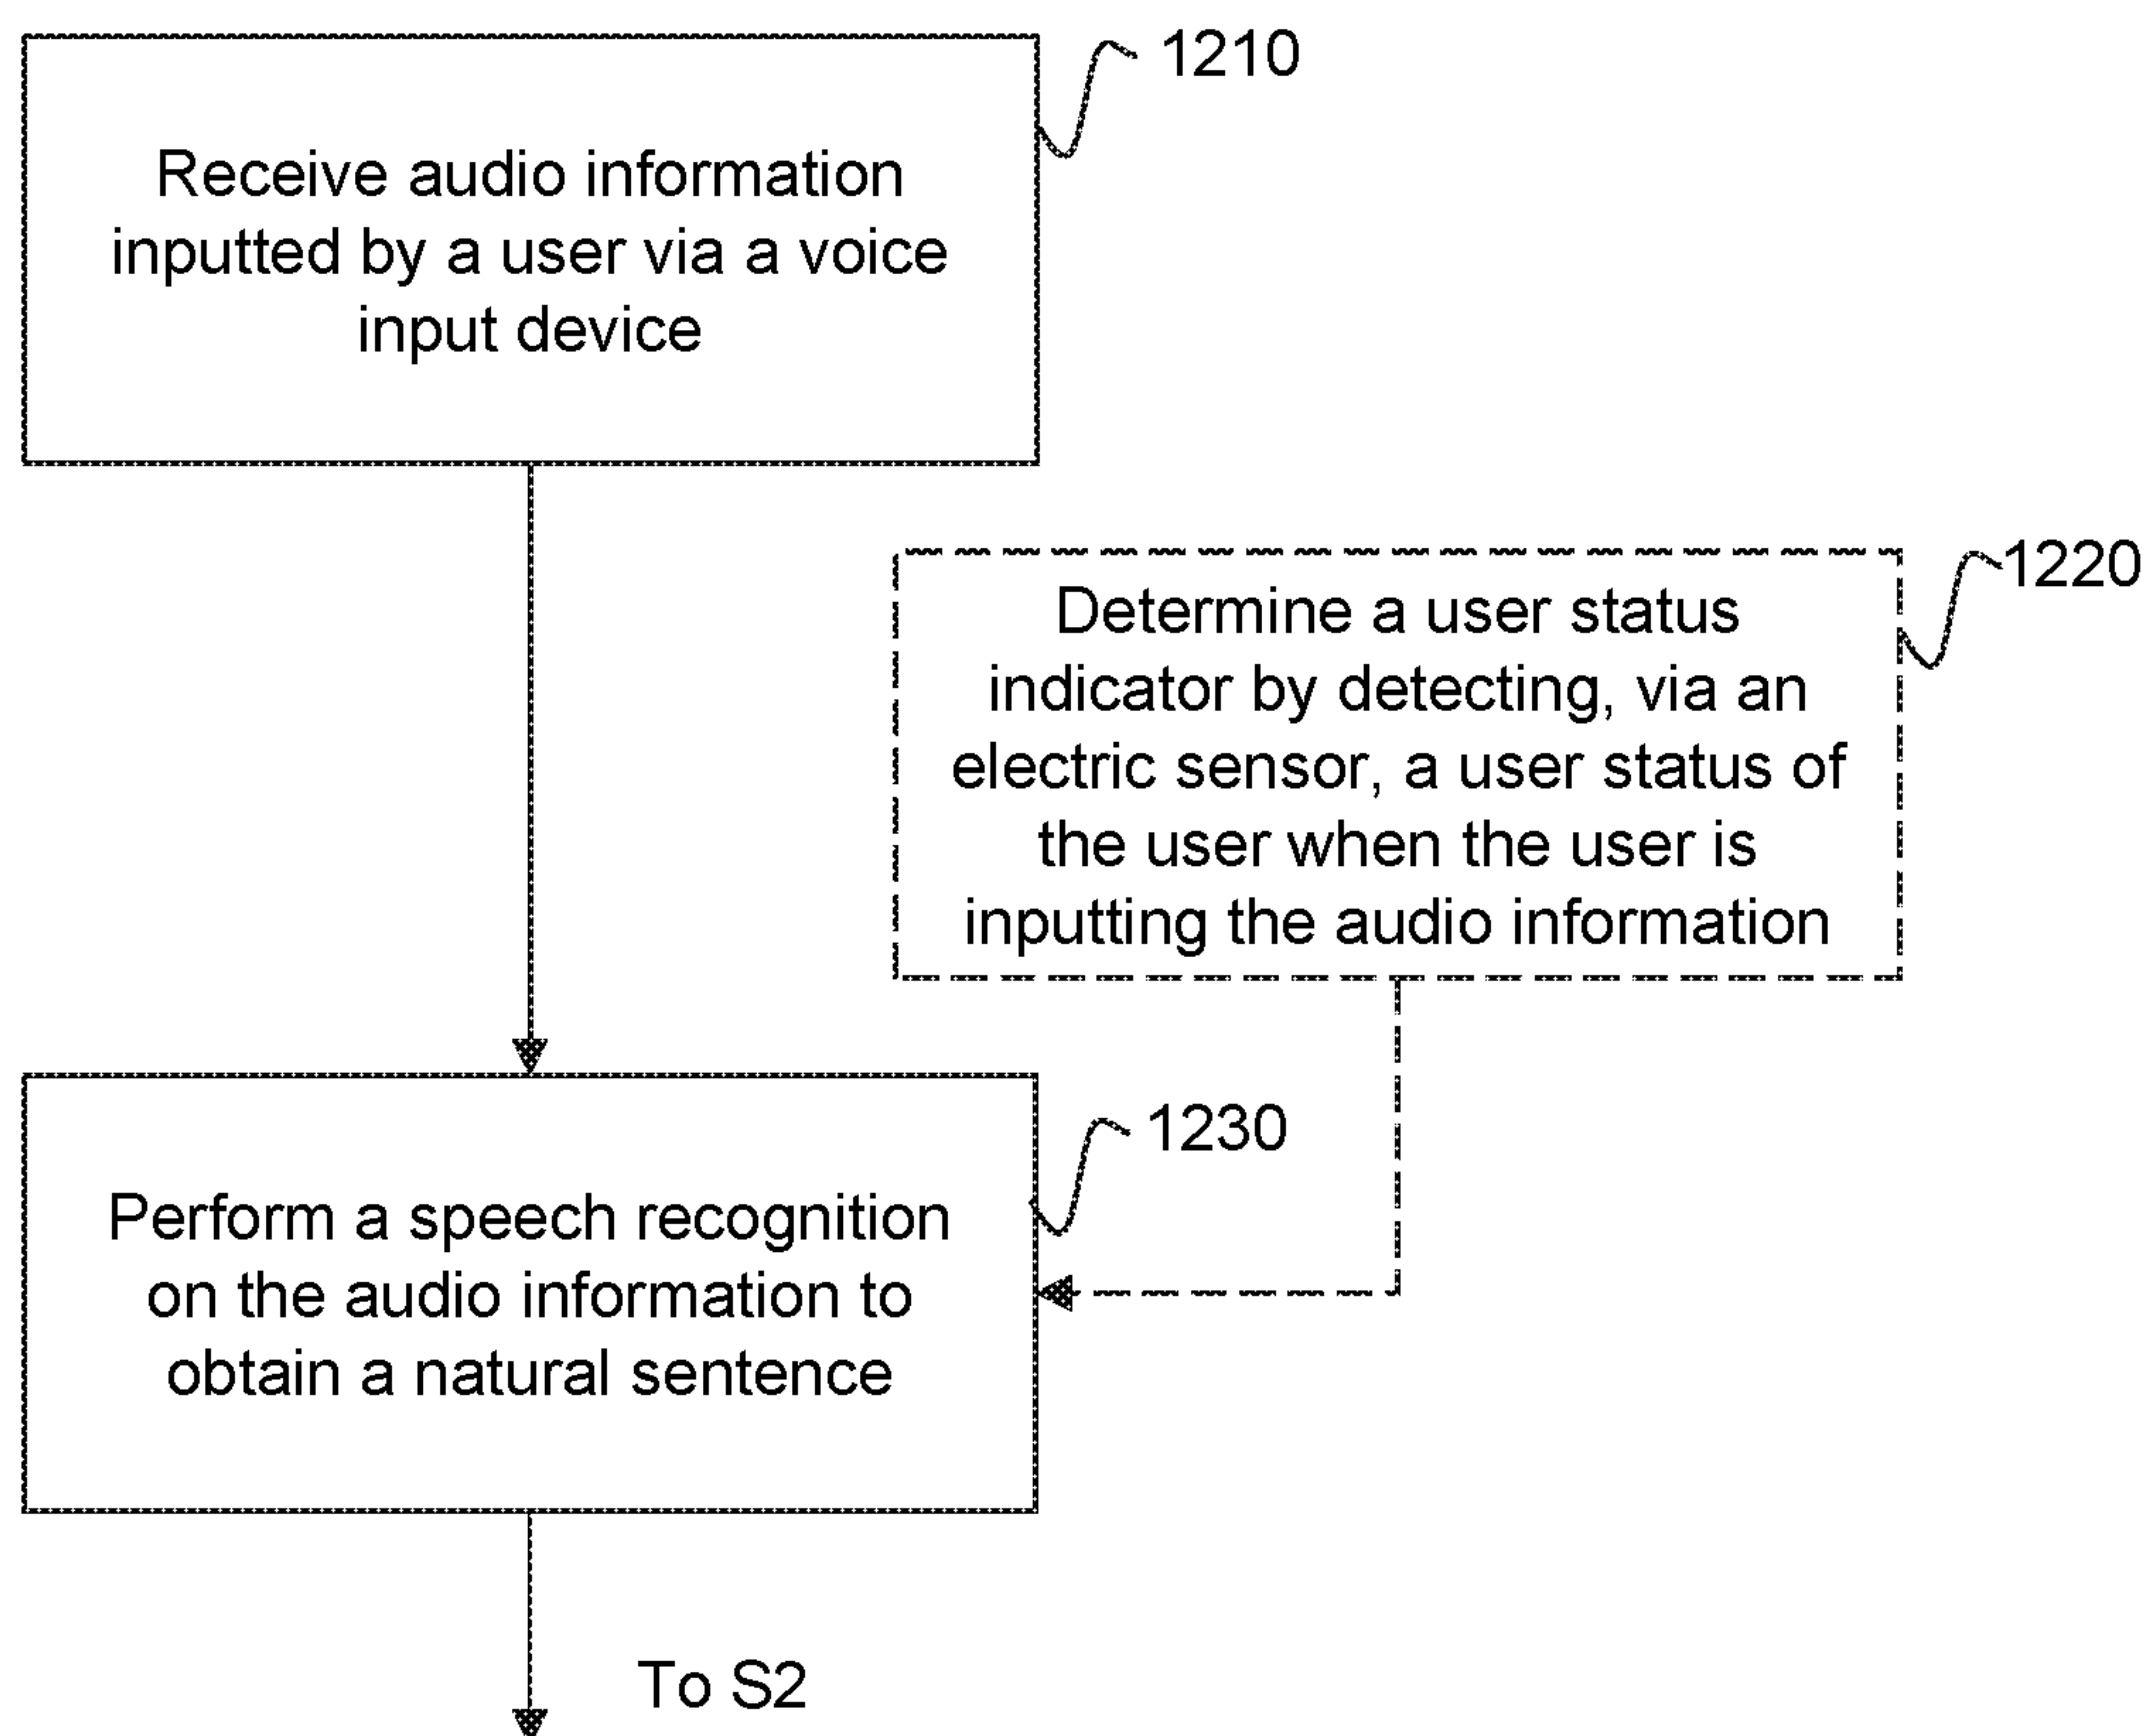 1210
Receive audio information
inputted by a user via a voice
input device
1220
Determine a user status
indicator by detecting, via an
electric sensor, a user status of
the user when the user is
inputting the audio information
1230
Perform a speech recognition
on the audio information to
obtain a natural sentence
To S2